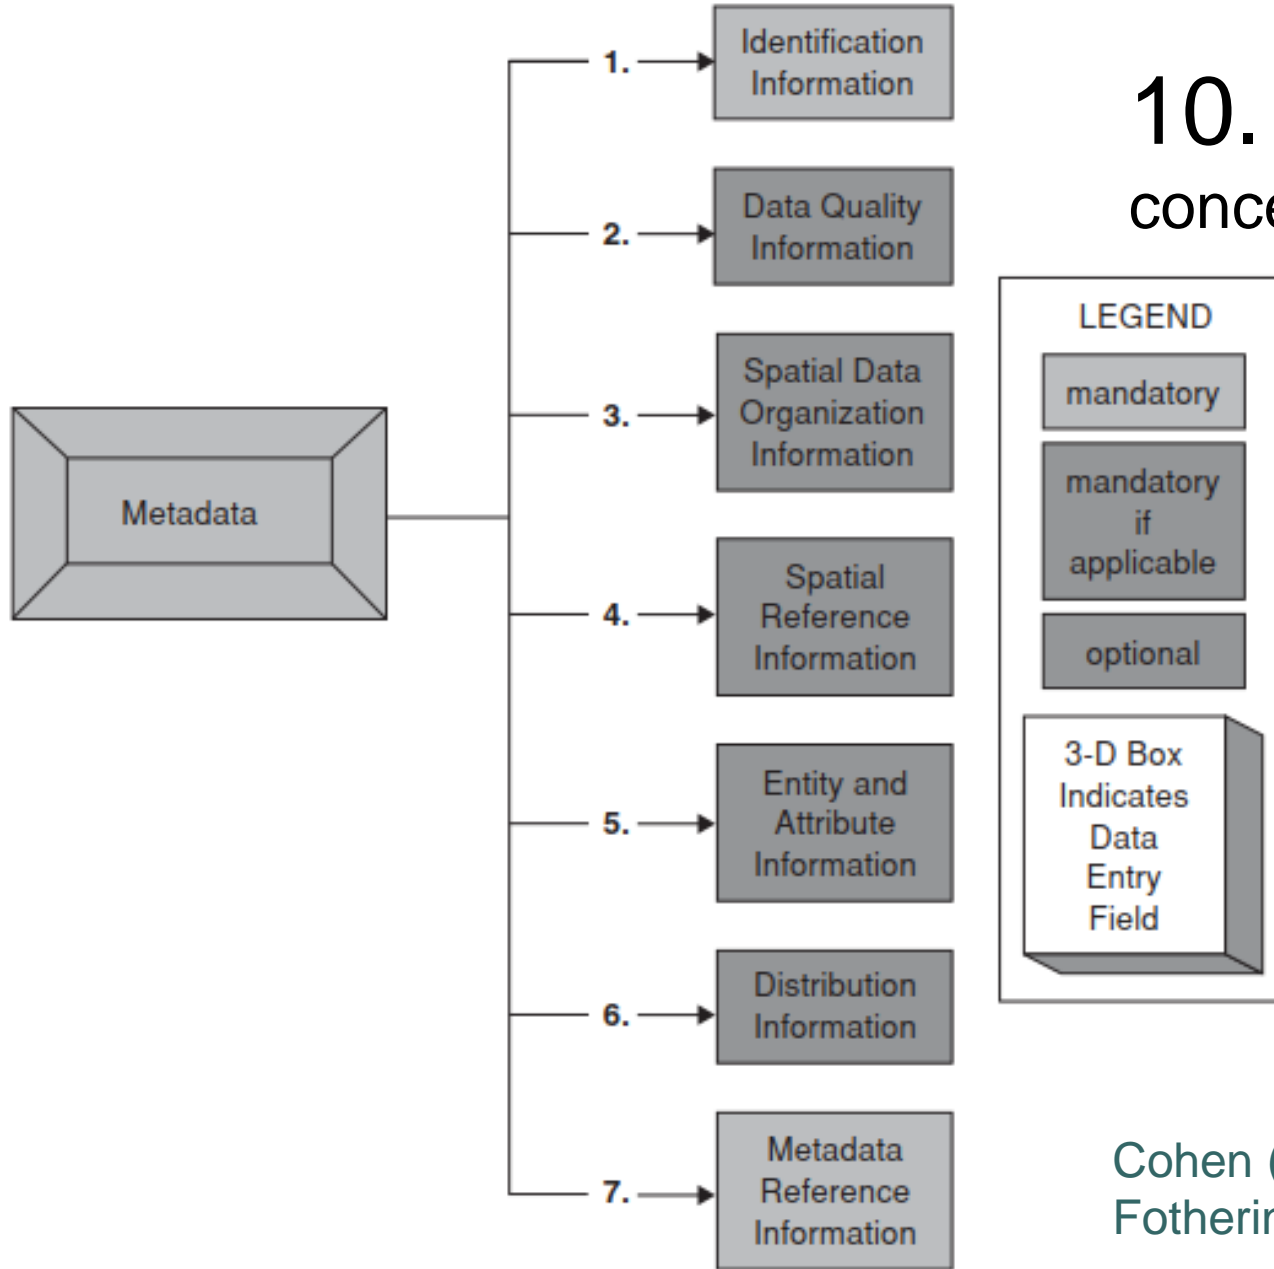 1.
Identification
Information
2.
Data Quality
Information
3.
Spatial Data
Organization
Information
Metadata
4.
Spatial
Reference
Information
5.
Entity and
Attribute
Information
6.
Distribution
Information
7.
Metadata
Reference
Information
10.
LEGEND
mandatory
mandatory
if
applicable
optional
3-D Box
Indicates
Data
Entry
Field
Cohen (